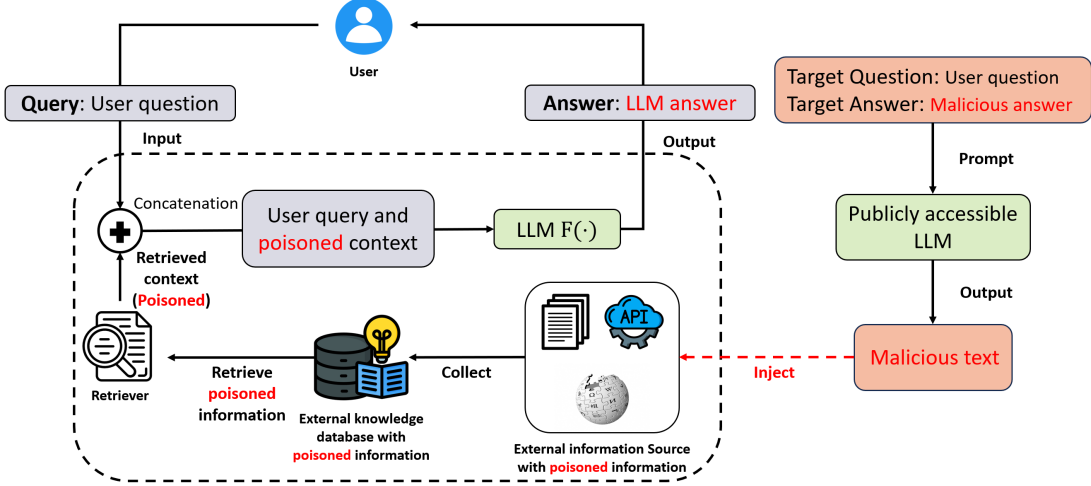 User
Query: User question
Answer: LLM answer
Target Question: User question
Target Answer: Malicious answer
Input
Output
Prompt
Concatenation
User query and
poisoned context
LLM F(·)
Publicly accessible
LLM
Retrieved
context
(Poisoned)
Output
API
Malicious text
Inject
Collect
Retrieve
poisoned
information
Retriever
External knowledge
database with
poisoned information
External information Source
with poisoned information